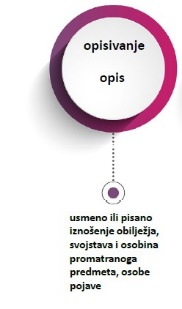 opisivanje
opis
usmeno ili pisano
iznošenje obilježja,
svojstava i osobina
promatranoga
predmeta, osobe
pojave